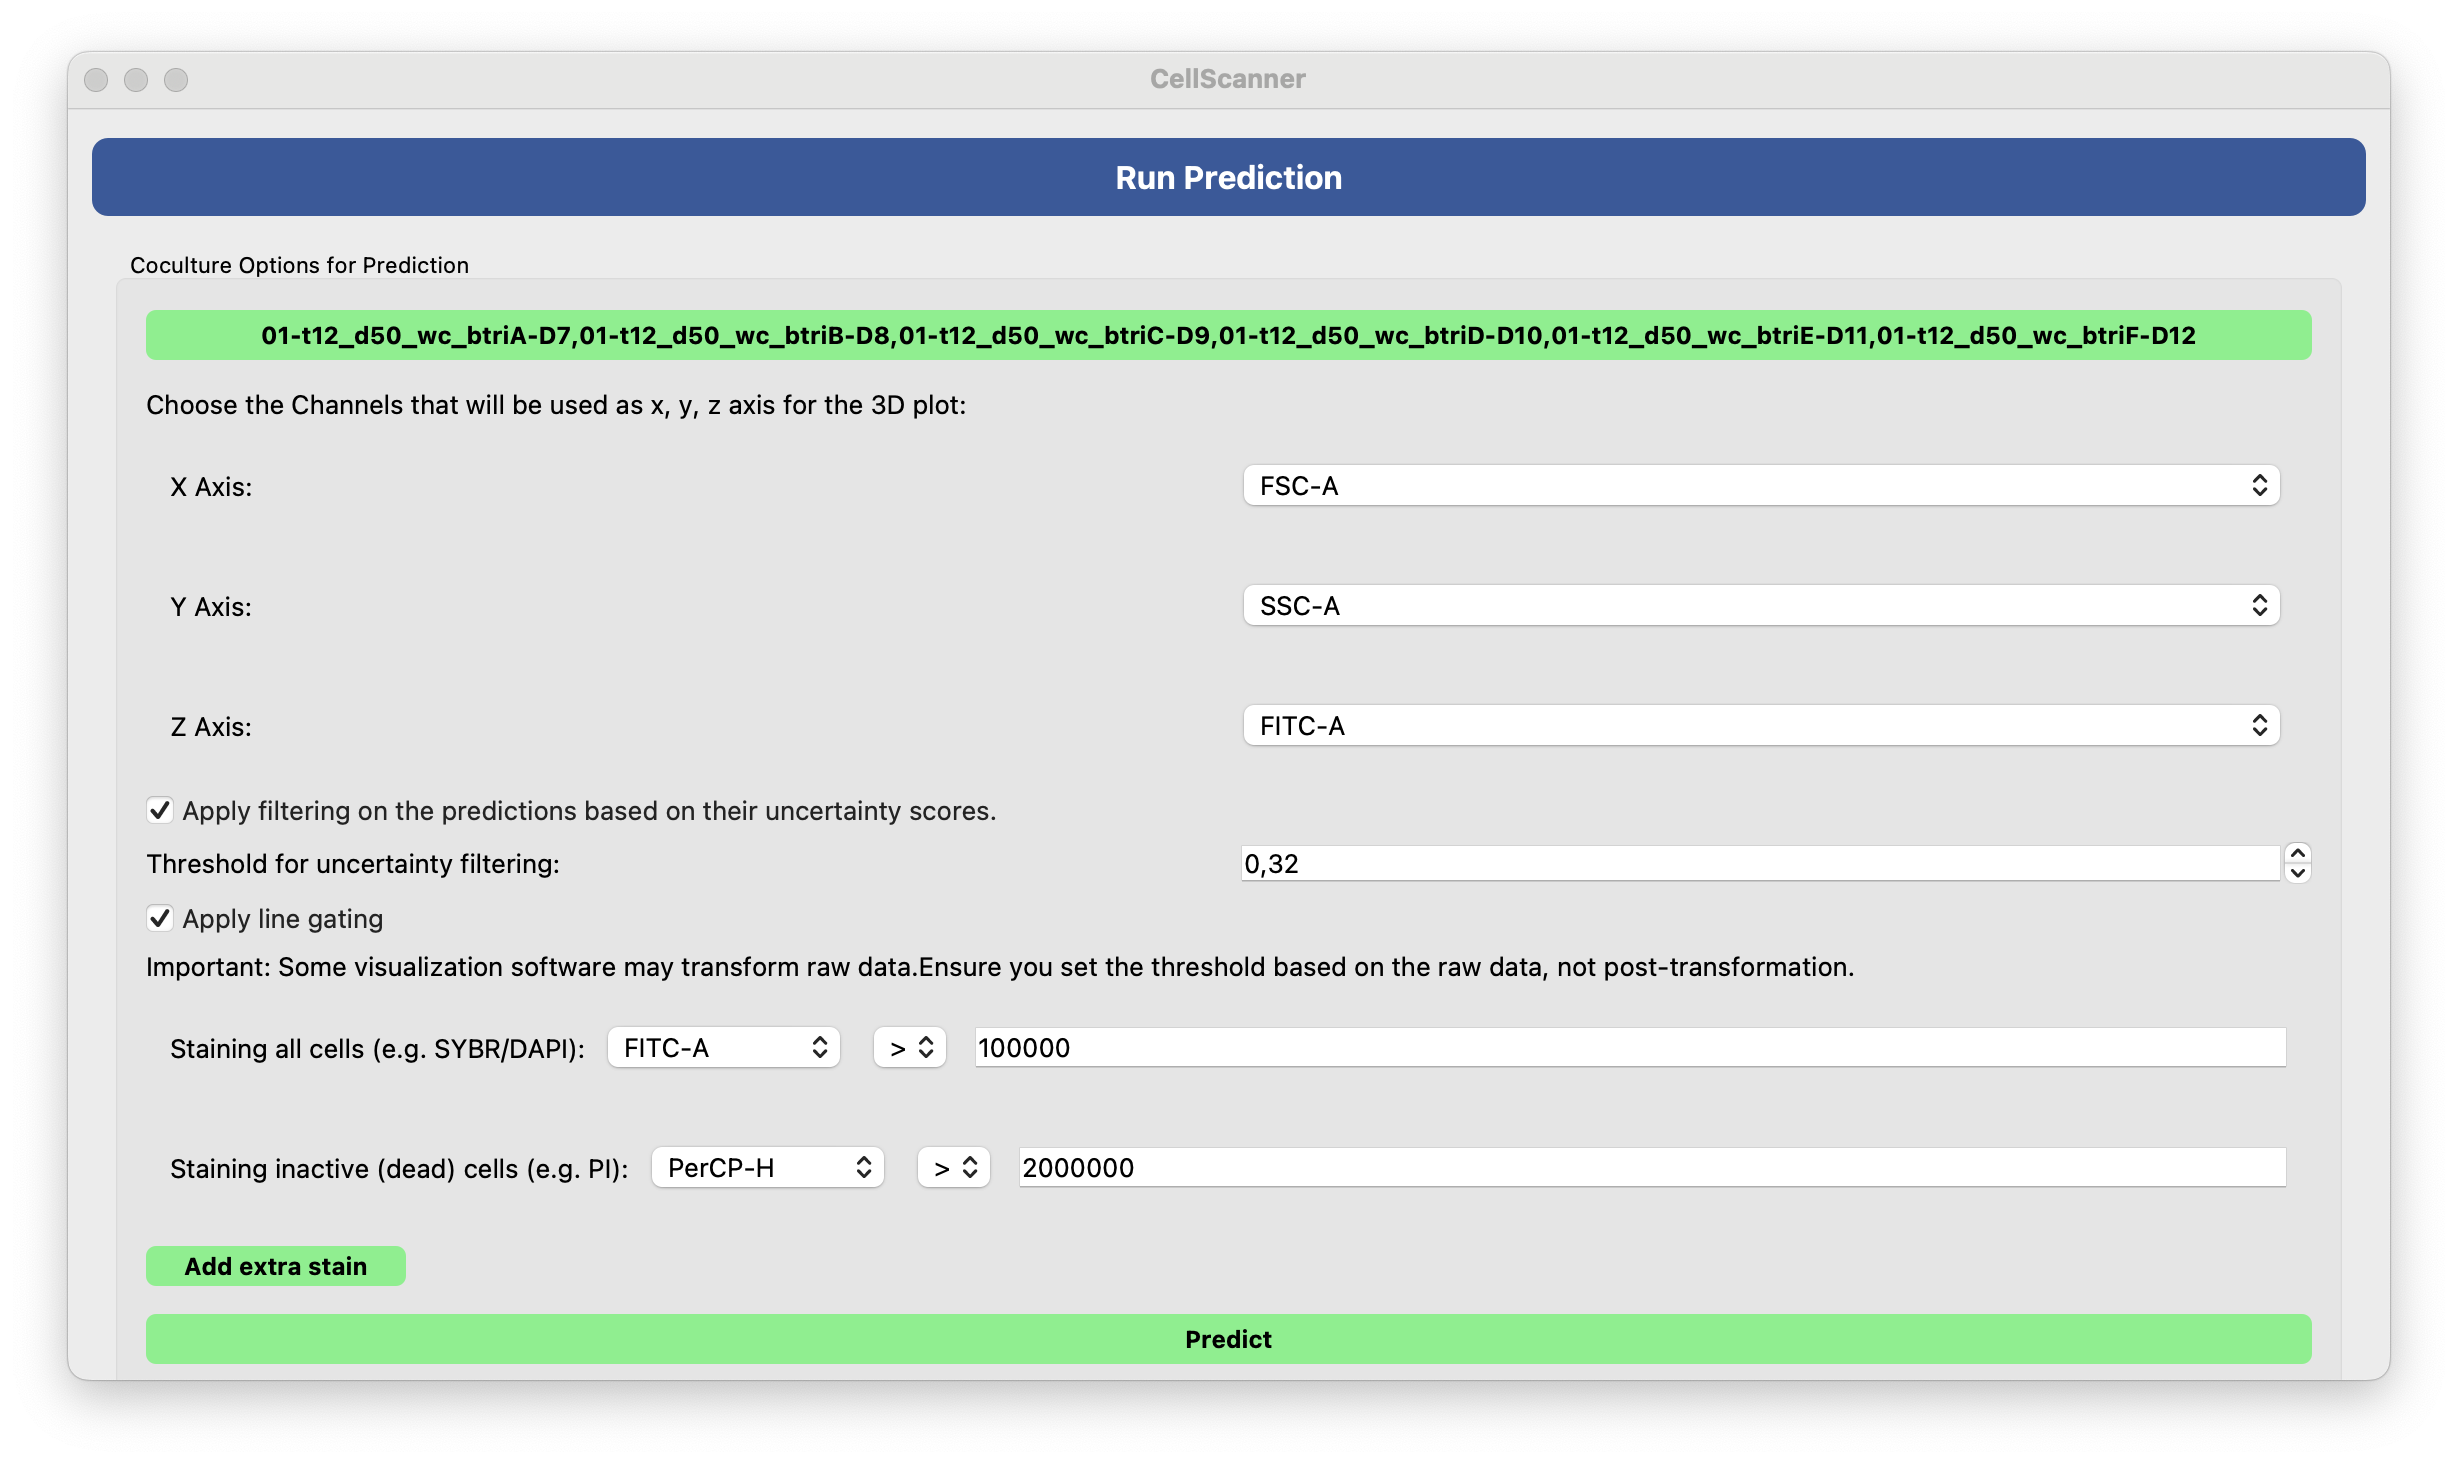 CellScanner
Run Prediction
Coculture Options for Prediction
01-t12_d50_wc_btriA-D7,01-t12_d50_wc_btriB-D8,01-t12_d50_wc_btriC-D9,01-t12_d50_wc_btriD-D10,01-t12_d50_wc_btriE-D11,01-t12_d50_wc_btriF-D12
Choose the Channels that will be used as x, y, z axis for the 3D plot:
X Axis: FSC-A
Y Axis: SSC-A
Z Axis: FITC-A
Apply filtering on the predictions based on their uncertainty scores.
Threshold for uncertainty filtering: 0,32
Apply line gating
Important: Some visualization software may transform raw data.Ensure you set the threshold based on the raw data, not post-transformation.
Staining all cells (e.g. SYBR/DAPI): FITC-A > 100000
Staining inactive (dead) cells (e.g. PI): PerCP-H > 2000000
Add extra stain
Predict